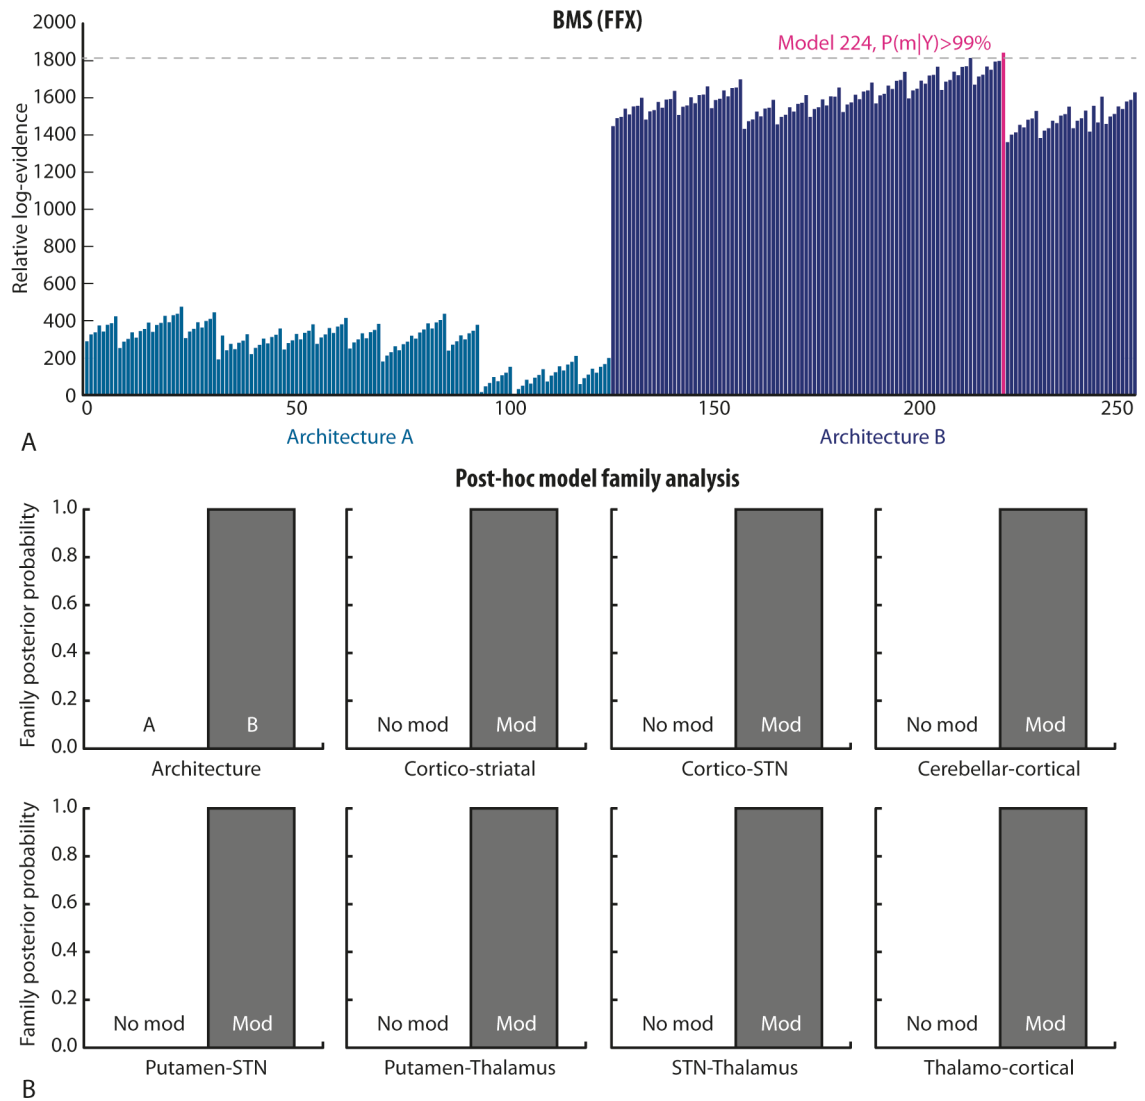 BMS (FFX)
Model 224, P(m|Y)>99%
Relative log-evidence
2000
1800
1600
1400
1200
1000
800
600
400
200
0
0 50 100 150 200 250
Architecture A Architecture B
A
Post-hoc model family analysis
Family posterior probability
1.0
0.8
0.6
0.4
0.2
0.0
A B
No mod Mod
No mod Mod
No mod Mod
Architecture Cortico-striatal Cortico-STN Cerebellar-cortical
Family posterior probability
1.0
0.8
0.6
0.4
0.2
0.0
No mod Mod
No mod Mod
No mod Mod
No mod Mod
Putamen-STN Putamen-Thalamus STN-Thalamus Thalamo-cortical
B